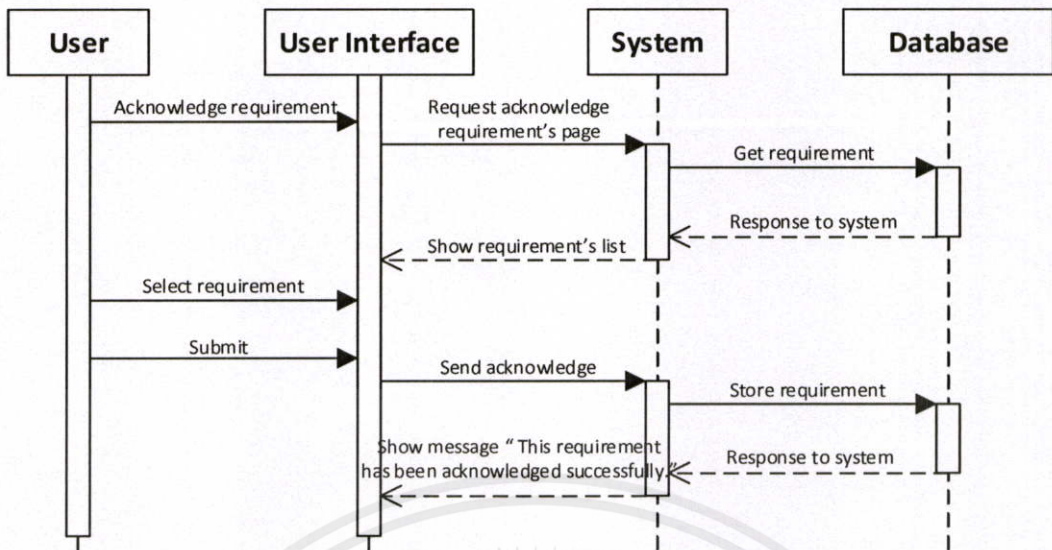 User
User Interface
System
Database
Acknowledge requirement
Request acknowledge
requirement's page
Get requirement
Response to system
Show requirement's list
Select requirement
Submit
Send acknowledge
Store requirement
Show message “ This requirement
has been acknowledged successfully.”
Response to system